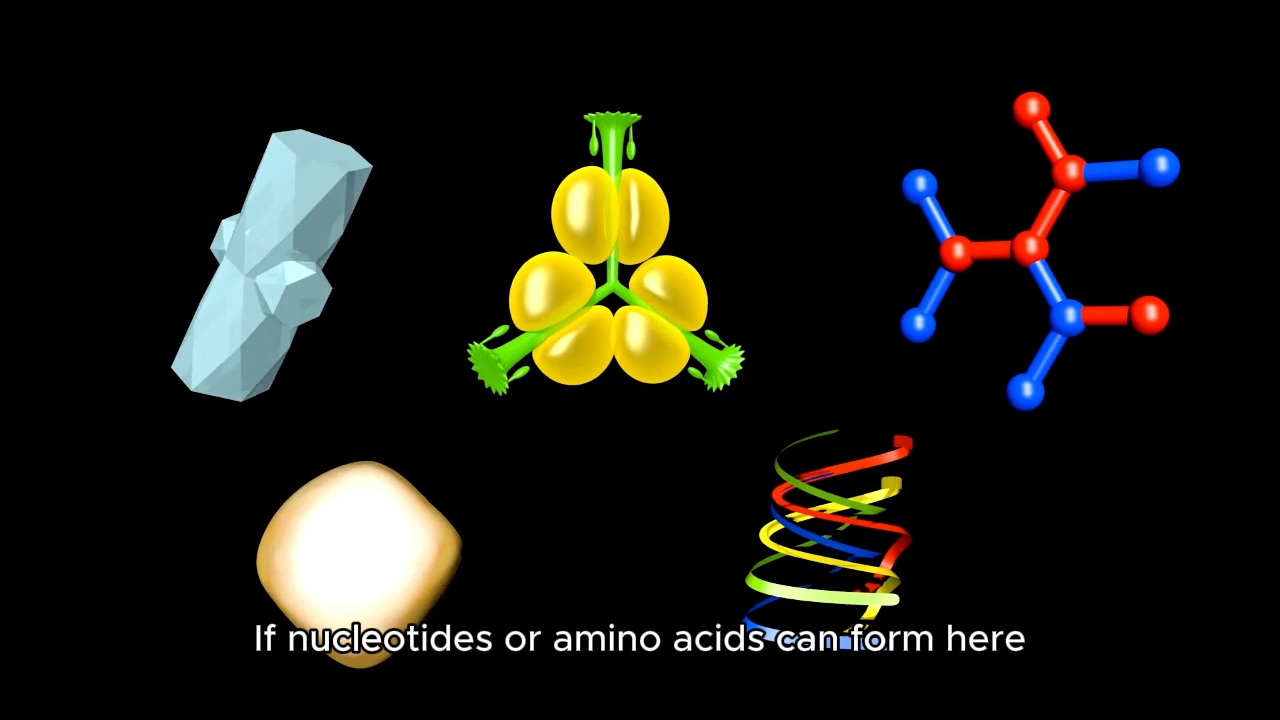 If nucleotides or amino acids can form here